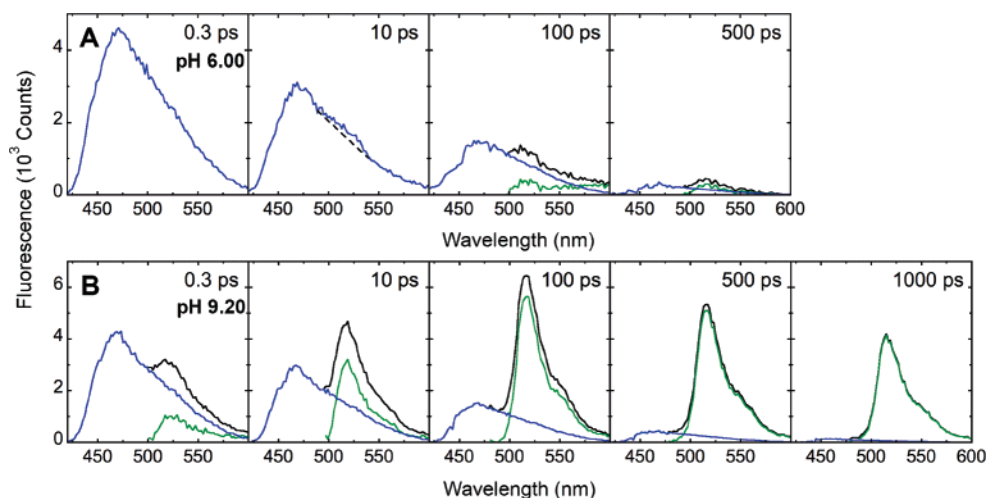 A 0.3 ps 10 ps 100 ps 500 ps
pH 6.00
4
2
0
450 500 550 450 500 550 450 500 550 450 500 550 600
Wavelength (nm)
Fluorescence (10³ Counts)
B 0.3 ps 10 ps 100 ps 500 ps 1000 ps
pH 9.20
6
4
2
0
450 500 550 450 500 550 450 500 550 450 500 550 450 500 550 600
Wavelength (nm)